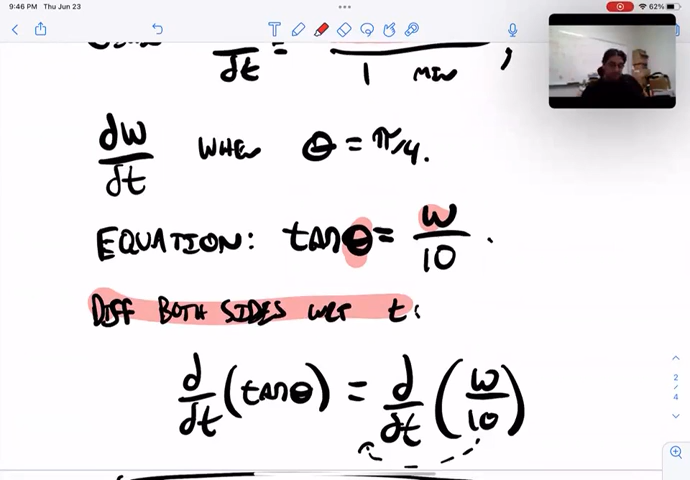 9:46 PM Thu Jun 23
62%
dt = 1 MIN ,
dw/dt WHEN θ = π/4.
EQUATION: tanθ = w/10 .
DIFF BOTH SIDES WRT t:
d/dt (tanθ) = d/dt (w/10)
2
/
4